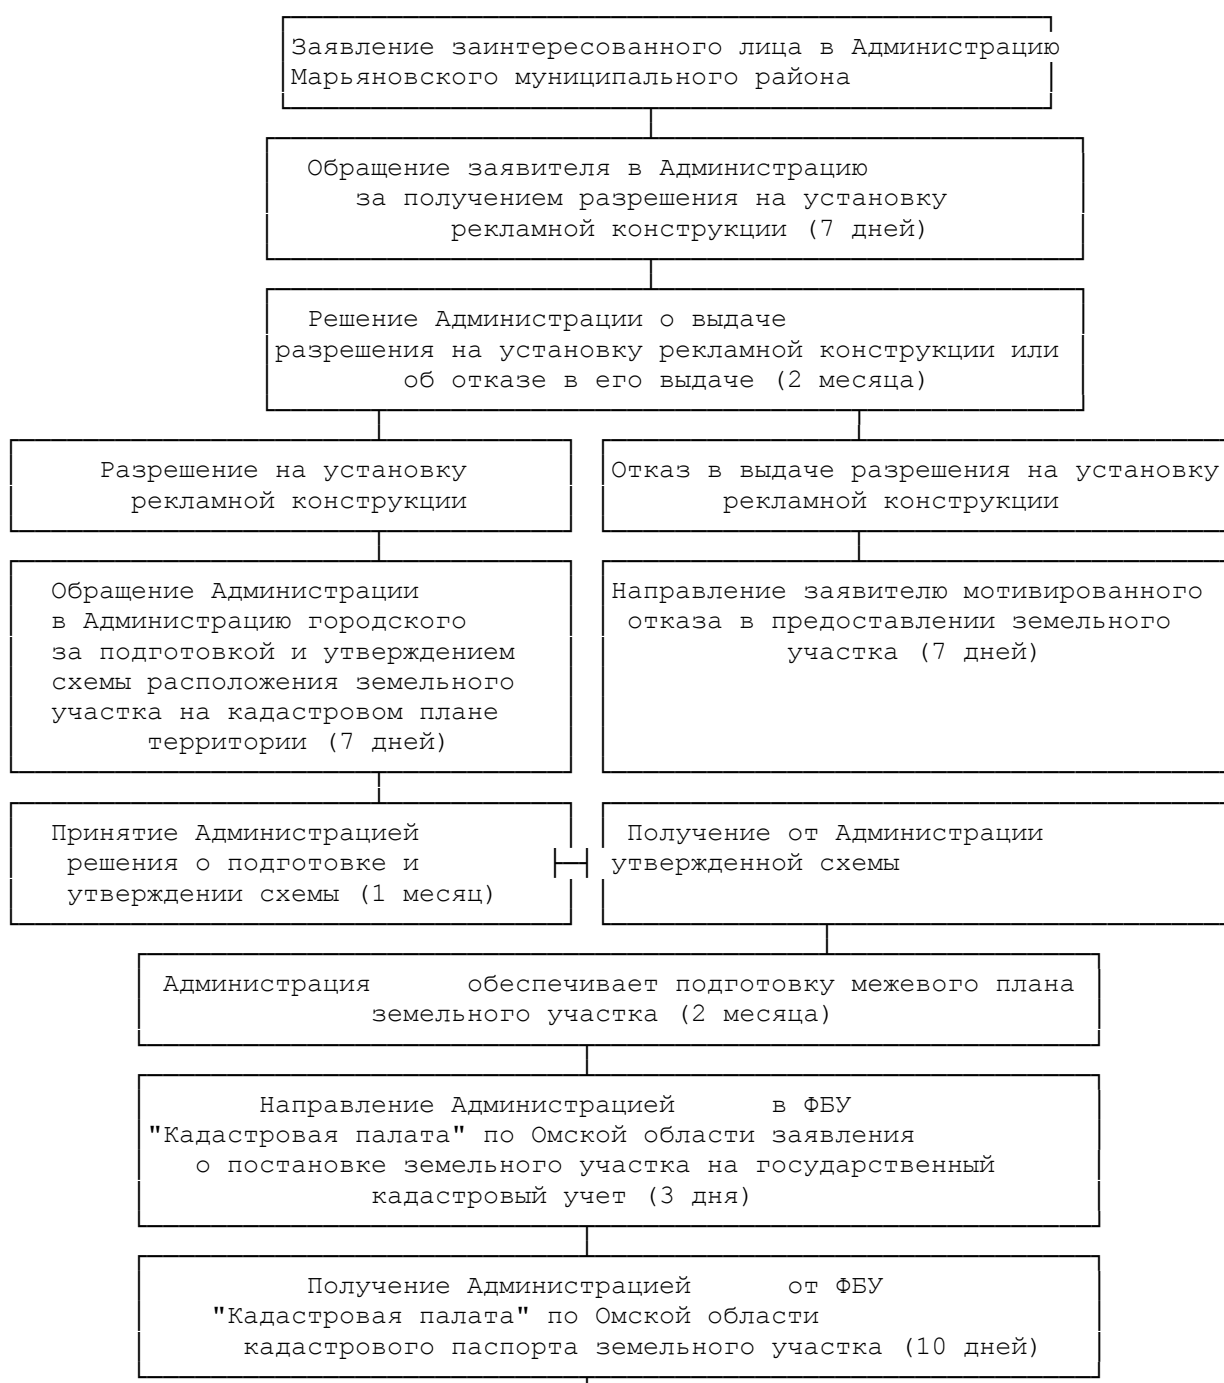 Заявление заинтересованного лица в Администрацию
Марьяновского муниципального района
Обращение заявителя в Администрацию
за получением разрешения на установку
рекламной конструкции (7 дней)
Решение Администрации о выдаче
разрешения на установку рекламной конструкции или
об отказе в его выдаче (2 месяца)
Разрешение на установку
рекламной конструкции
Отказ в выдаче разрешения на установку
рекламной конструкции
Обращение Администрации
в Администрацию городского
за подготовкой и утверждением
схемы расположения земельного
участка на кадастровом плане
территории (7 дней)
Направление заявителю мотивированного
отказа в предоставлении земельного
участка (7 дней)
Принятие Администрацией
решения о подготовке и
утверждении схемы (1 месяц)
Получение от Администрации
утвержденной схемы
Администрация обеспечивает подготовку межевого плана
земельного участка (2 месяца)
Направление Администрацией в ФБУ
"Кадастровая палата" по Омской области заявления
о постановке земельного участка на государственный
кадастровый учет (3 дня)
Получение Администрацией от ФБУ
"Кадастровая палата" по Омской области
кадастрового паспорта земельного участка (10 дней)